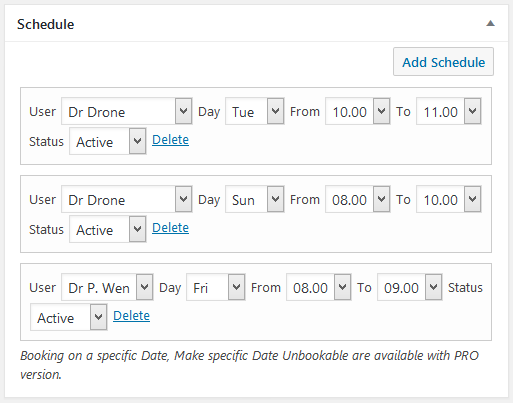 Schedule
Add Schedule
User Dr Drone Day Tue From 10.00 To 11.00
Status Active Delete
User Dr Drone Day Sun From 08.00 To 10.00
Status Active Delete
User Dr P. Wen Day Fri From 08.00 To 09.00 Status
Active Delete
Booking on a specific Date, Make specific Date Unbookable are available with PRO
version.